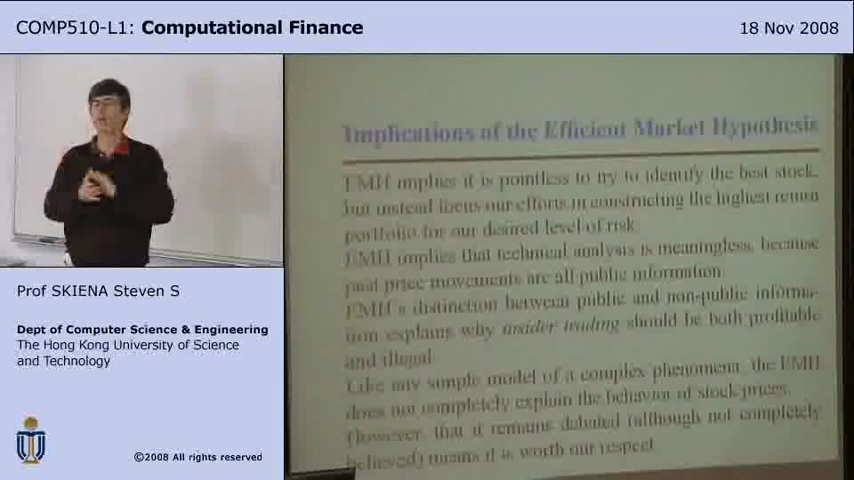 COMP510-L1: Computational Finance
18 Nov 2008
Implications of the Efficient Market Hypothesis
EMH implies it is pointless to try to identify the best stock,
but instead focus our efforts in constructing the highest return
portfolio for our desired level of risk.
EMH implies that technical analysis is meaningless, because
past price movements are all public information.
EMH's distinction between public and non-public informa-
tion explains why insider trading should be both profitable
and illegal.
Like any simple model of a complex phenomena, the EMH
does not completely explain the behavior of stock prices.
(However, that it remains debated (although not completely
believed) means it is worth our respect.
Prof SKIENA Steven S
Dept of Computer Science & Engineering
The Hong Kong University of Science
and Technology
©2008 All rights reserved